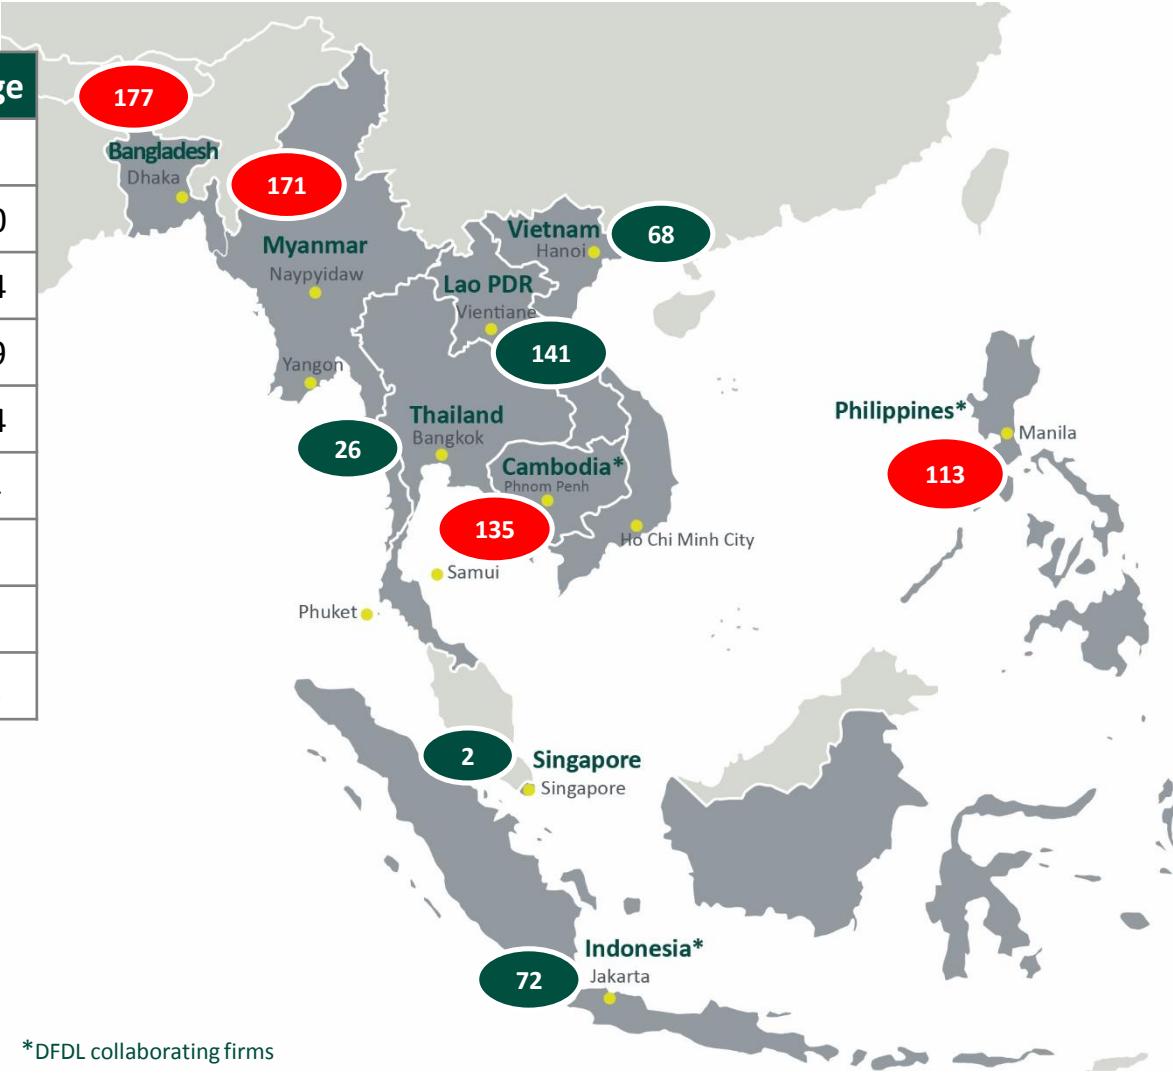 ge
177
Bangladesh
Dhaka
0
171
68
Vietnam
Hanoi
Myanmar
Naypyidaw
4
Lao PDR
Vientiane
9
141
Yangon
4
Thailand
Bangkok
26
Philippines*
Manila
Cambodia*
Phnom Penh
113
135
Ho Chi Minh City
Samui
Phuket
2
Singapore
Singapore
Indonesia*
Jakarta
72
*DFDL collaborating firms